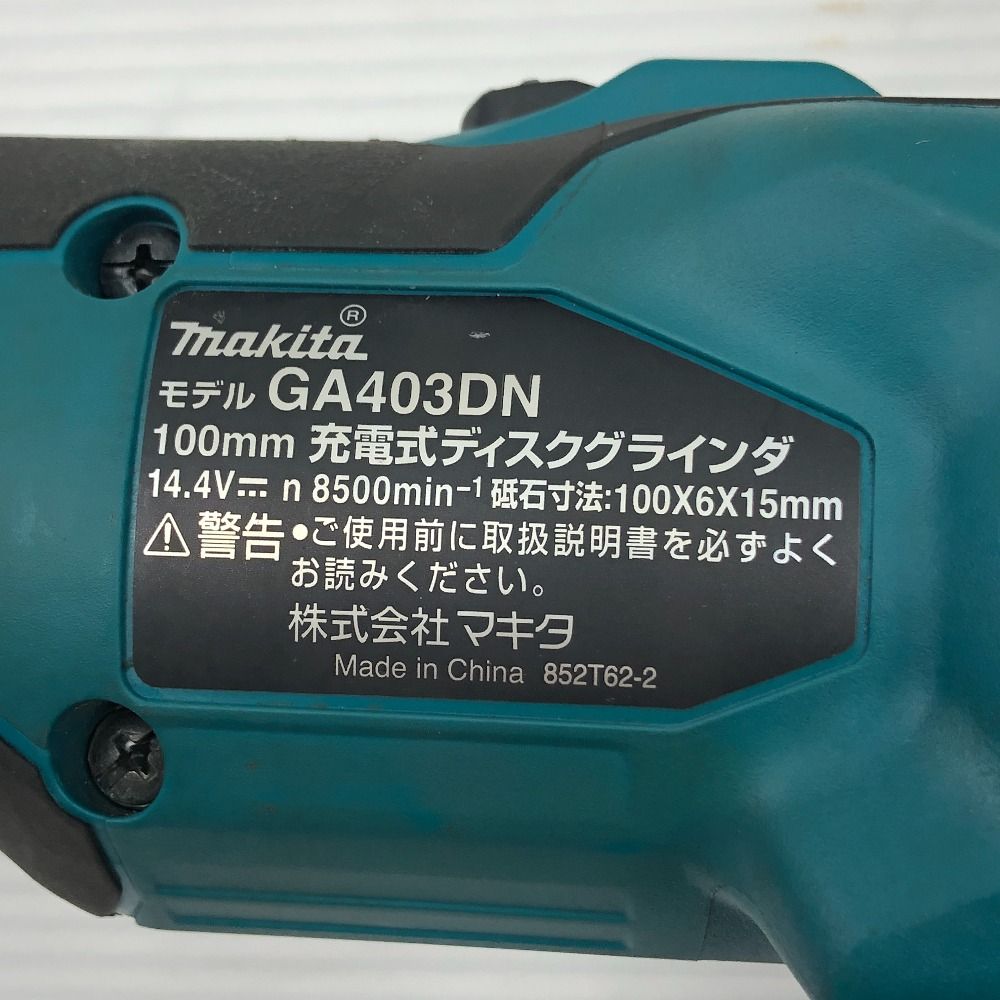 makita®
モデル GA403DN
100mm 充電式ディスクグラインダ
14.4V⎓ n 8500min⁻¹ 砥石寸法:100X6X15mm
⚠警告 •ご使用前に取扱説明書を必ずよく
お読みください。
株式会社 マキタ
Made in China 852T62-2